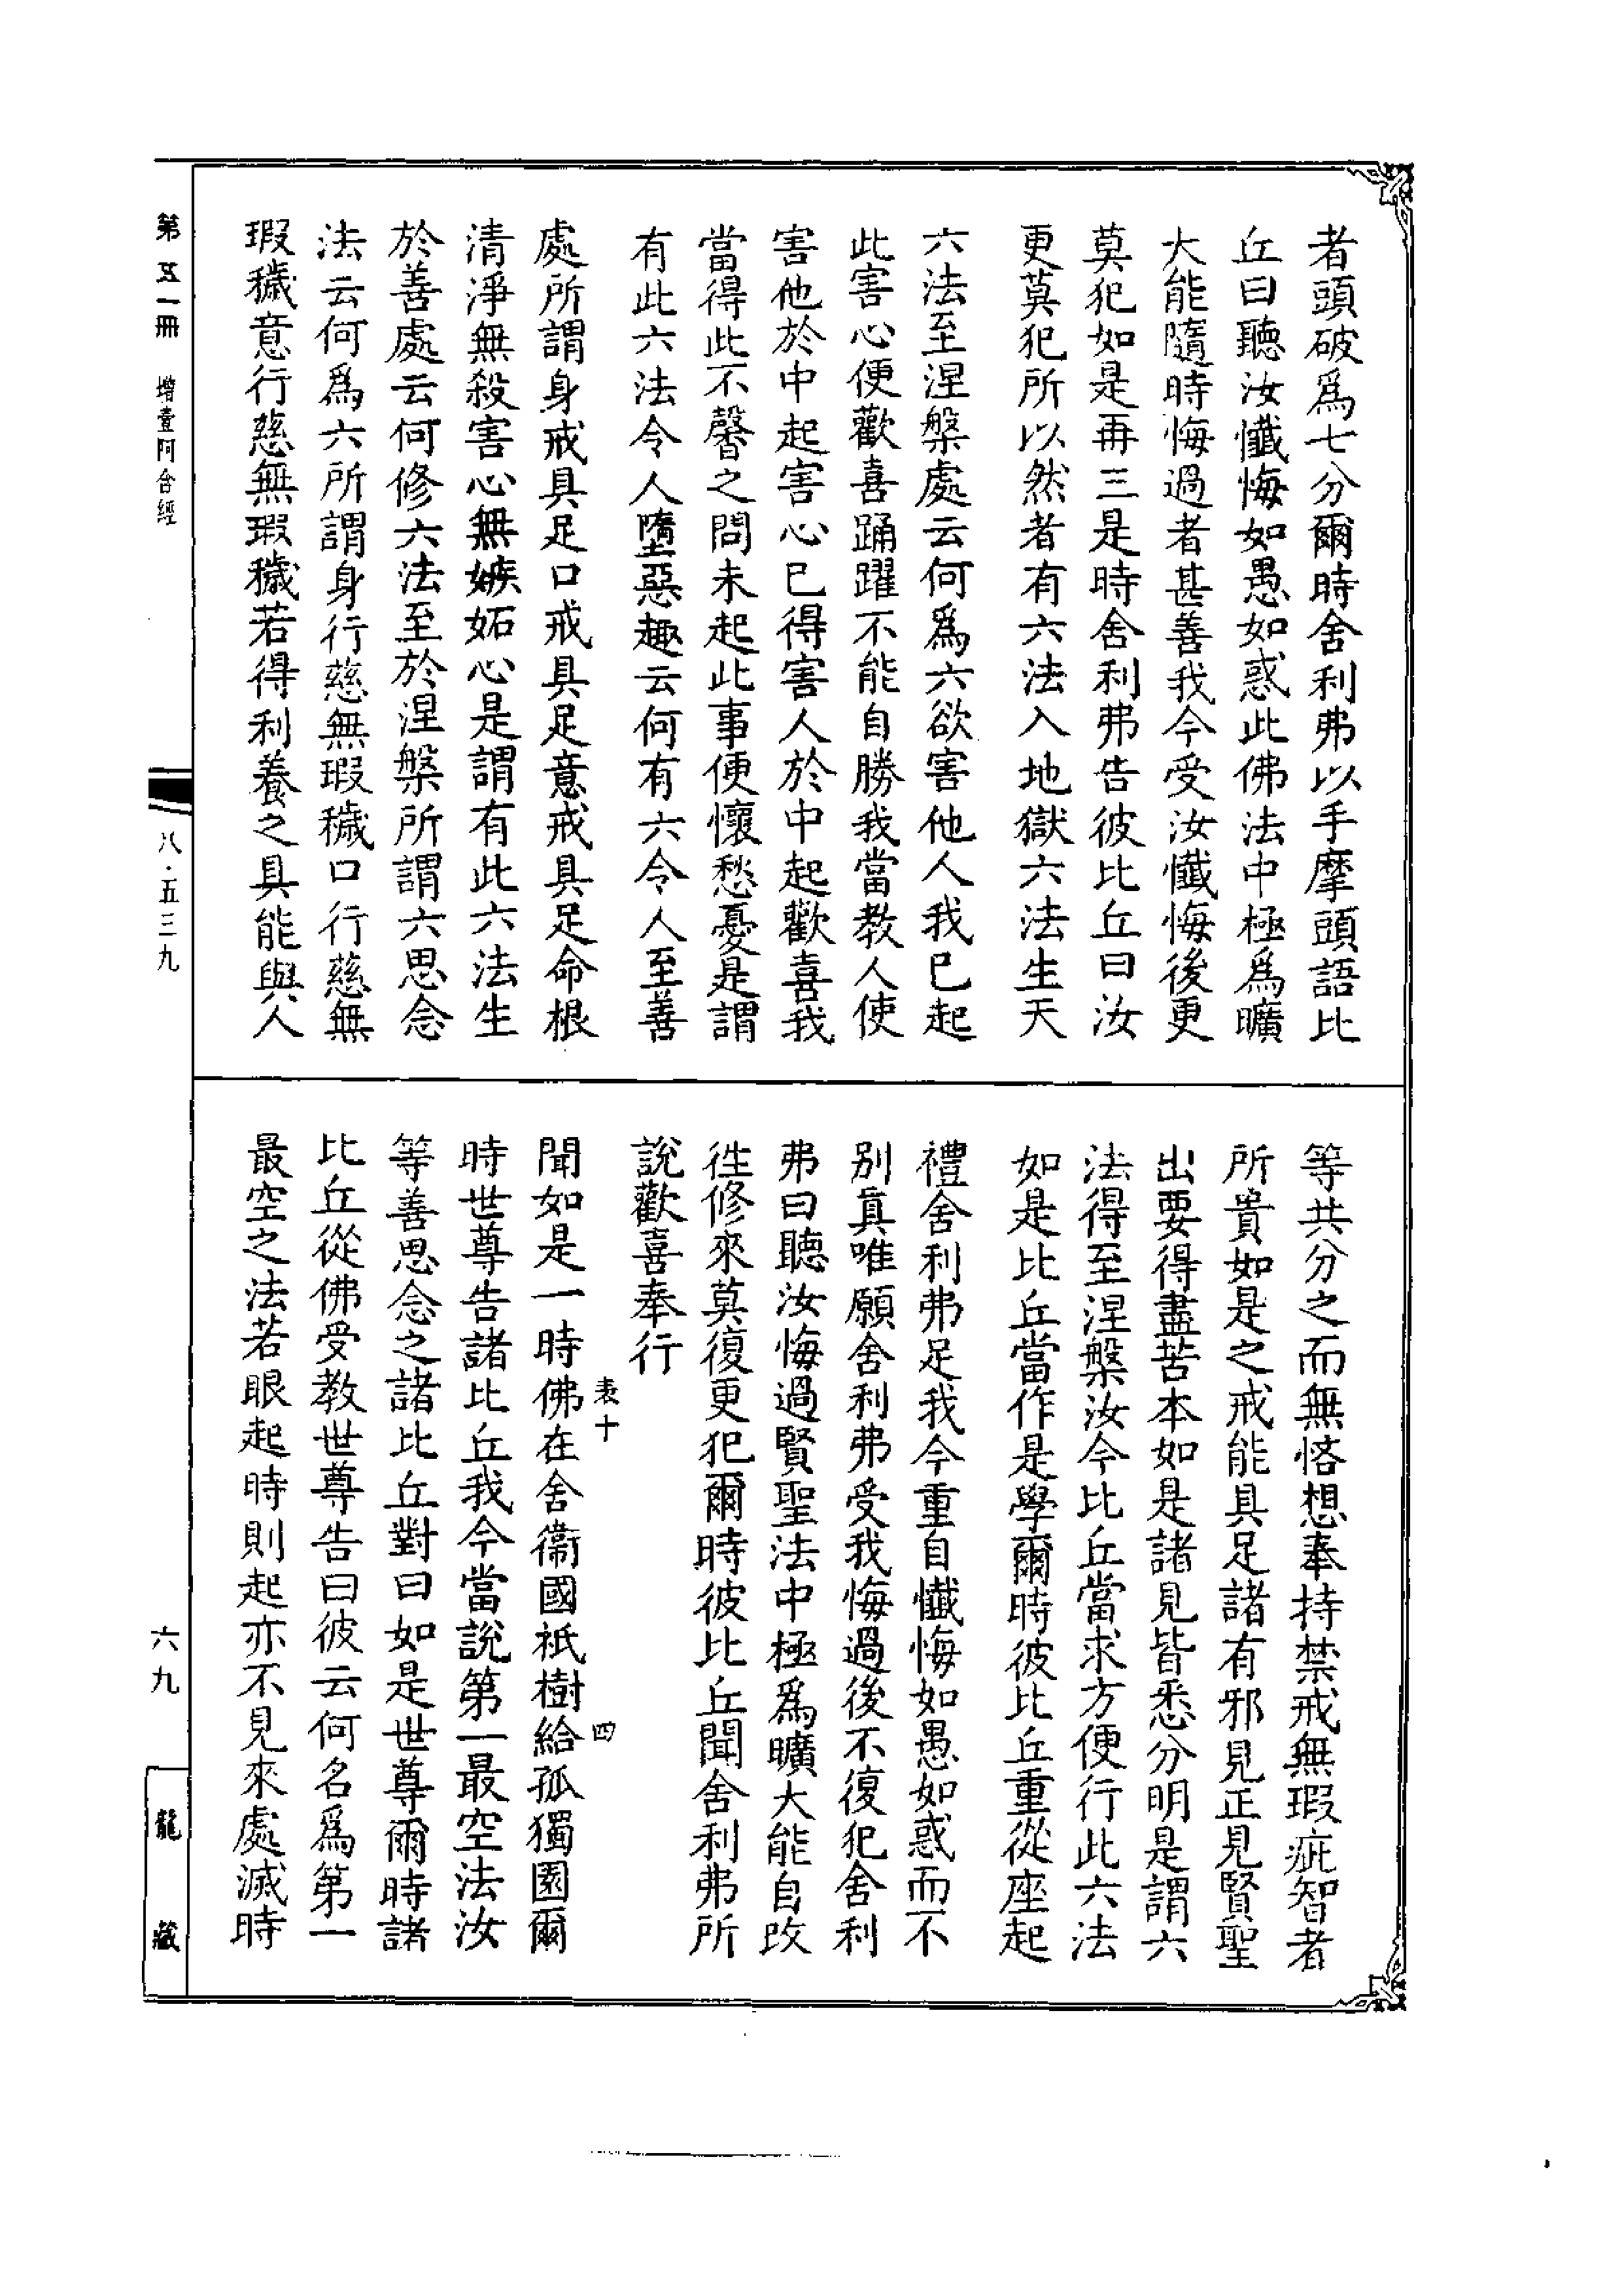 者頭破爲七分爾時舍利弗以手摩頭語比
丘曰聽汝懺悔如愚如惑此佛法中極爲曠
大能隨時悔過者甚善我今受汝懺悔後更
莫犯如是再三是時舍利弗告彼比丘曰汝
更莫犯所以然者有六法入地獄六法生天
六法至涅槃處云何爲六欲害他人我已起
此害心便歡喜踊躍不能自勝我當教人使
害他於中起害心已得害人於中起歡喜我
當得此不馨之問未起此事便懷愁憂是謂
有此六法令人墮惡趣云何有六令人至善
處所謂身戒具足口戒具足意戒具足命根
清淨無殺害心無嫉妬心是謂有此六法生
於善處云何修六法至於涅槃所謂六思念
法云何爲六所謂身行慈無瑕穢口行慈無
瑕穢意行慈無瑕穢若得利養之具能與人
等共分之而無悋想奉持禁戒無瑕疵智者
所貴如是之戒能具足諸有邪見正見賢聖
出要得盡苦本如是諸見皆悉分明是謂六
法得至涅槃汝今比丘當求方便行此六法
如是比丘當作是學爾時彼比丘重從座起
禮舍利弗足我今重自懺悔如愚如惑而不
別真唯願舍利弗受我悔過後不復犯舍利
弗曰聽汝悔過賢聖法中極爲曠大能自改
徃修來莫復更犯爾時彼比丘聞舍利弗所
說歡喜奉行
表十 四
聞如是一時佛在舍衞國祇樹給孤獨園爾
時世尊告諸比丘我今當說第一最空法汝
等善思念之諸比丘對曰如是世尊爾時諸
比丘從佛受教世尊告曰彼云何名爲第一
最空之法若眼起時則起亦不見來處滅時
第五一冊 增壹阿含經
八·五三九
六九
龍藏